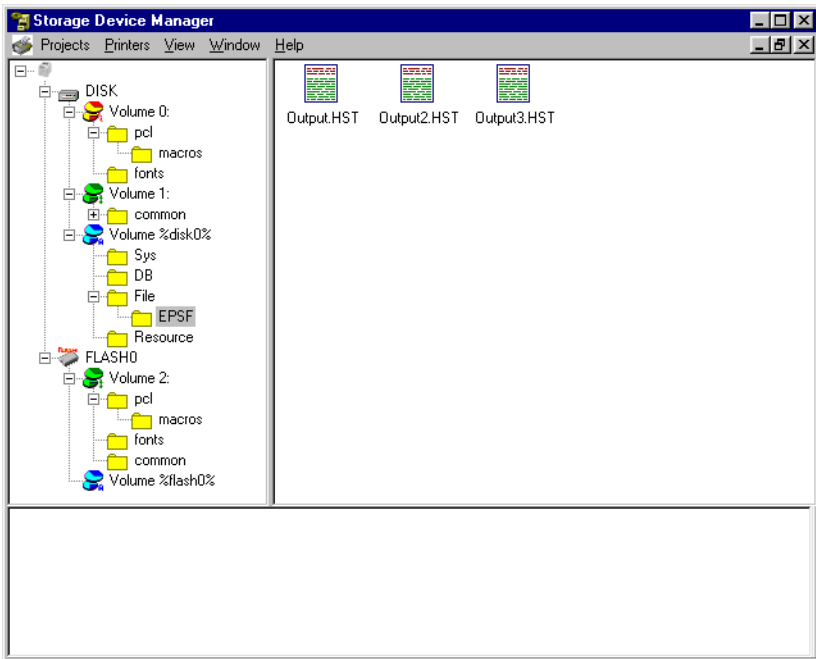 Storage Device Manager
Projects Printers View Window Help
DISK
Volume 0:
pcl
macros
fonts
Volume 1:
common
Volume %disk0%
Sys
DB
File
EPSF
Resource
FLASH0
Volume 2:
pcl
macros
fonts
common
Volume %flash0%
Output.HST Output2.HST Output3.HST